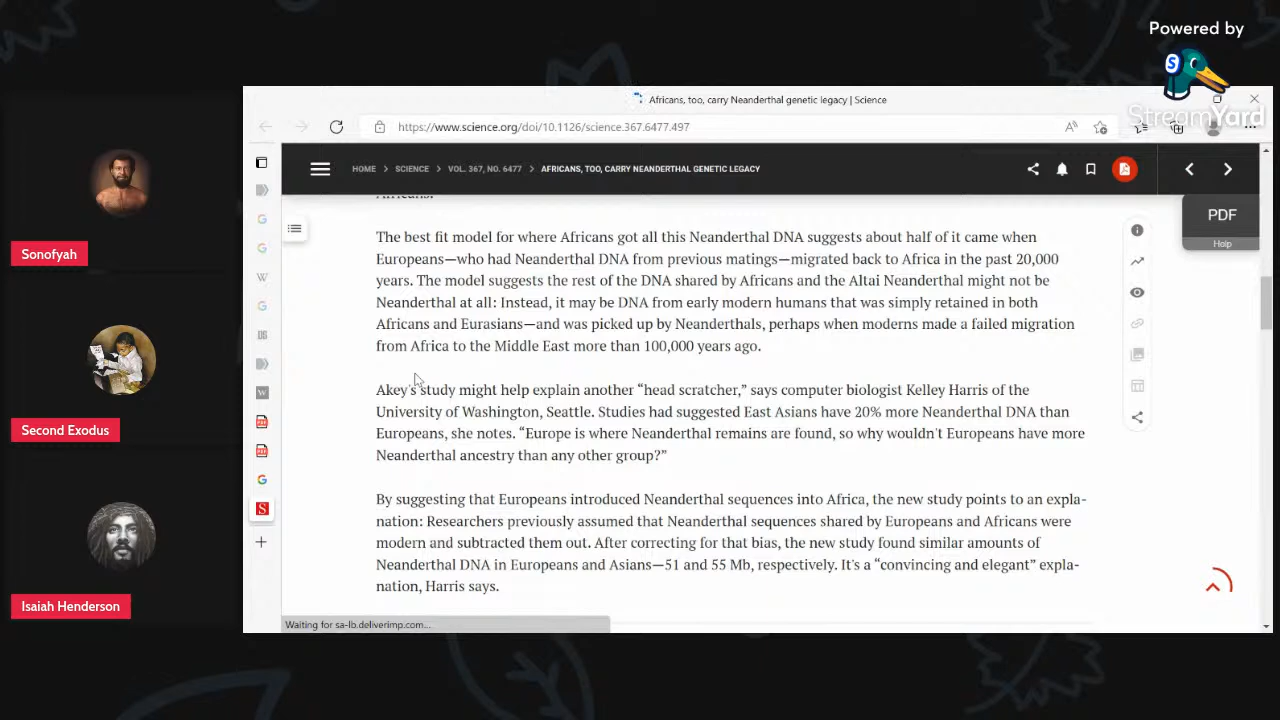 Powered by
S
StreamYard
Africans, too, carry Neanderthal genetic legacy | Science
https://www.science.org/doi/10.1126/science.367.6477.497
HOME > SCIENCE > VOL. 367, NO. 6477 > AFRICANS, TOO, CARRY NEANDERTHAL GENETIC LEGACY
PDF
Help
Africans.
The best fit model for where Africans got all this Neanderthal DNA suggests about half of it came when
Europeans—who had Neanderthal DNA from previous matings—migrated back to Africa in the past 20,000
years. The model suggests the rest of the DNA shared by Africans and the Altai Neanderthal might not be
Neanderthal at all: Instead, it may be DNA from early modern humans that was simply retained in both
Africans and Eurasians—and was picked up by Neanderthals, perhaps when moderns made a failed migration
from Africa to the Middle East more than 100,000 years ago.
Akey's study might help explain another “head scratcher,” says computer biologist Kelley Harris of the
University of Washington, Seattle. Studies had suggested East Asians have 20% more Neanderthal DNA than
Europeans, she notes. “Europe is where Neanderthal remains are found, so why wouldn't Europeans have more
Neanderthal ancestry than any other group?”
By suggesting that Europeans introduced Neanderthal sequences into Africa, the new study points to an expla-
nation: Researchers previously assumed that Neanderthal sequences shared by Europeans and Africans were
modern and subtracted them out. After correcting for that bias, the new study found similar amounts of
Neanderthal DNA in Europeans and Asians—51 and 55 Mb, respectively. It's a “convincing and elegant” expla-
nation, Harris says.
Waiting for sa-lb.deliverimp.com...
Sonofyah
Second Exodus
Isaiah Henderson